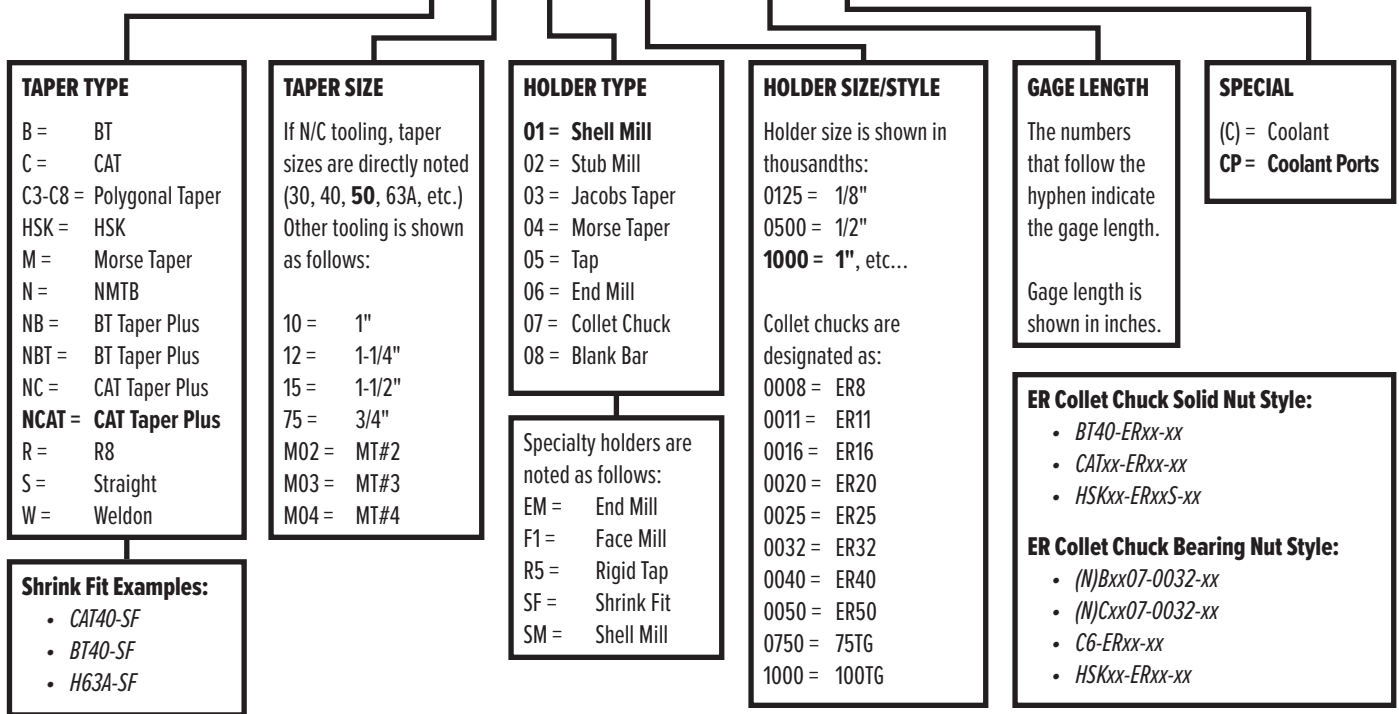 TAPER TYPE
B = BT
C = CAT
C3-C8 = Polygonal Taper
HSK = HSK
M = Morse Taper
N = NMTB
NB = BT Taper Plus
NBT = BT Taper Plus
NC = CAT Taper Plus
NCAT = CAT Taper Plus
R = R8
S = Straight
W = Weldon
Shrink Fit Examples:
• CAT40-SF
• BT40-SF
• H63A-SF
TAPER SIZE
If N/C tooling, taper
sizes are directly noted
(30, 40, 50, 63A, etc.)
Other tooling is shown
as follows:
10 = 1"
12 = 1-1/4"
15 = 1-1/2"
75 = 3/4"
M02 = MT#2
M03 = MT#3
M04 = MT#4
HOLDER TYPE
01 = Shell Mill
02 = Stub Mill
03 = Jacobs Taper
04 = Morse Taper
05 = Tap
06 = End Mill
07 = Collet Chuck
08 = Blank Bar
Specialty holders are
noted as follows:
EM = End Mill
F1 = Face Mill
R5 = Rigid Tap
SF = Shrink Fit
SM = Shell Mill
HOLDER SIZE/STYLE
Holder size is shown in
thousandths:
0125 = 1/8"
0500 = 1/2"
1000 = 1", etc...
Collet chucks are
designated as:
0008 = ER8
0011 = ER11
0016 = ER16
0020 = ER20
0025 = ER25
0032 = ER32
0040 = ER40
0050 = ER50
0750 = 75TG
1000 = 100TG
GAGE LENGTH
The numbers
that follow the
hyphen indicate
the gage length.
Gage length is
shown in inches.
SPECIAL
(C) = Coolant
CP = Coolant Ports
ER Collet Chuck Solid Nut Style:
• BT40-ERxx-xx
• CATxx-ERxx-xx
• HSKxx-ERxxS-xx
ER Collet Chuck Bearing Nut Style:
• (N)Bxx07-0032-xx
• (N)Cxx07-0032-xx
• C6-ERxx-xx
• HSKxx-ERxx-xx